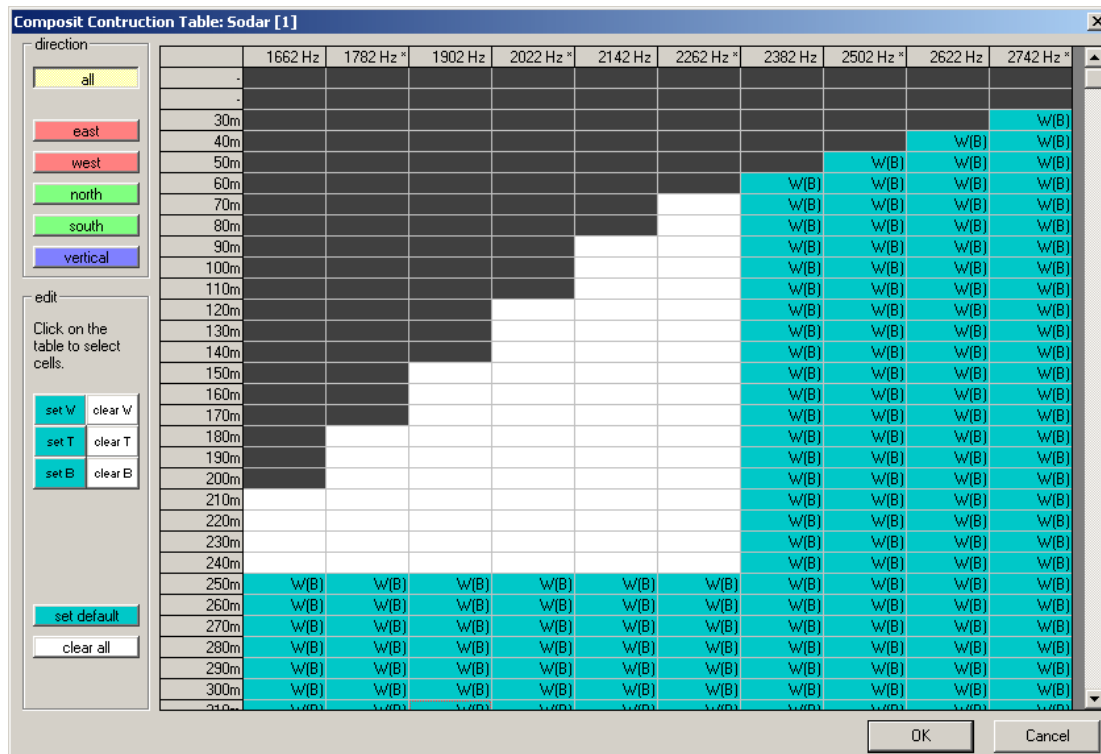 Composit Contruction Table: Sodar [1]
direction
all
east
west
north
south
vertical
edit
Click on the
table to select
cells.
set W clear W
set T clear T
set B clear B
set default
clear all
1662 Hz 1782 Hz * 1902 Hz 2022 Hz * 2142 Hz 2262 Hz * 2382 Hz 2502 Hz * 2622 Hz 2742 Hz *
-
-
30m W(B)
40m W(B) W(B)
50m W(B) W(B) W(B)
60m W(B) W(B) W(B) W(B)
70m W(B) W(B) W(B) W(B)
80m W(B) W(B) W(B) W(B)
90m W(B) W(B) W(B) W(B)
100m W(B) W(B) W(B) W(B)
110m W(B) W(B) W(B) W(B)
120m W(B) W(B) W(B) W(B)
130m W(B) W(B) W(B) W(B)
140m W(B) W(B) W(B) W(B)
150m W(B) W(B) W(B) W(B)
160m W(B) W(B) W(B) W(B)
170m W(B) W(B) W(B) W(B)
180m W(B) W(B) W(B) W(B)
190m W(B) W(B) W(B) W(B)
200m W(B) W(B) W(B) W(B)
210m W(B) W(B) W(B) W(B)
220m W(B) W(B) W(B) W(B)
230m W(B) W(B) W(B) W(B)
240m W(B) W(B) W(B) W(B)
250m W(B) W(B) W(B) W(B) W(B) W(B) W(B) W(B) W(B) W(B)
260m W(B) W(B) W(B) W(B) W(B) W(B) W(B) W(B) W(B) W(B)
270m W(B) W(B) W(B) W(B) W(B) W(B) W(B) W(B) W(B) W(B)
280m W(B) W(B) W(B) W(B) W(B) W(B) W(B) W(B) W(B) W(B)
290m W(B) W(B) W(B) W(B) W(B) W(B) W(B) W(B) W(B) W(B)
300m W(B) W(B) W(B) W(B) W(B) W(B) W(B) W(B) W(B) W(B)
OK Cancel